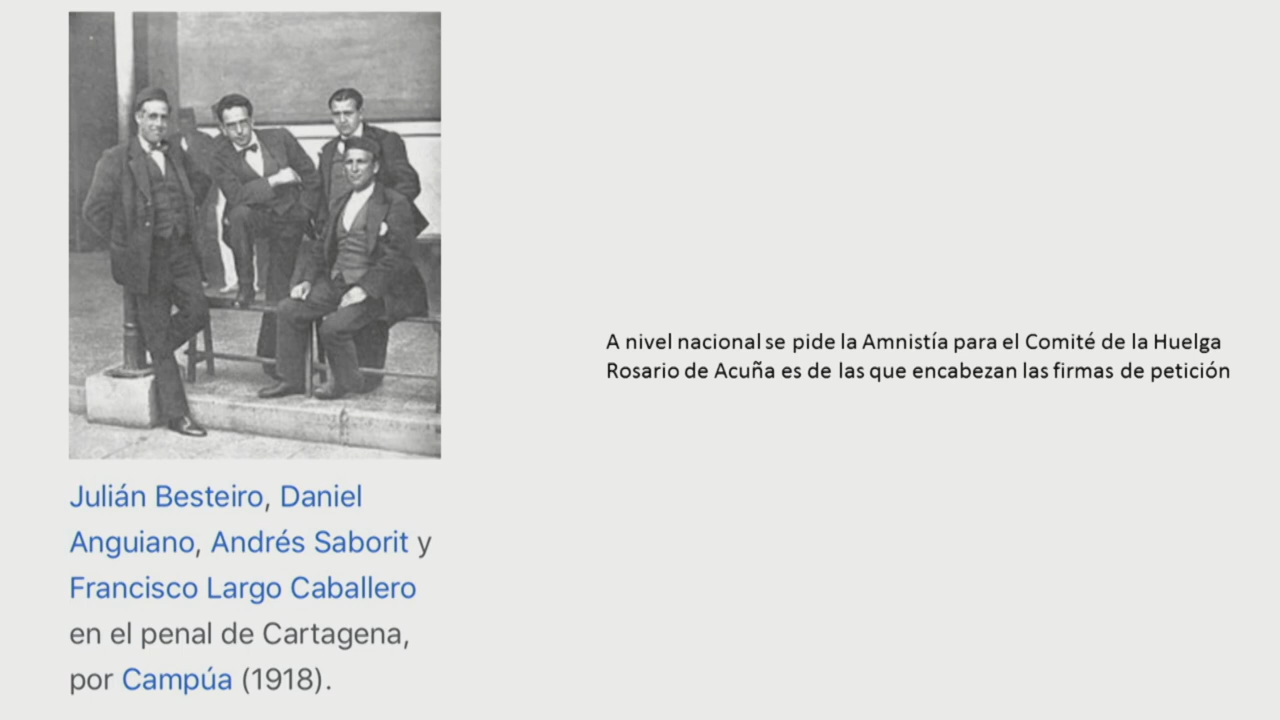 Julián Besteiro, Daniel
Anguiano, Andrés Saborit y
Francisco Largo Caballero
en el penal de Cartagena,
por Campúa (1918).
A nivel nacional se pide la Amnistía para el Comité de la Huelga
Rosario de Acuña es de las que encabezan las firmas de petición